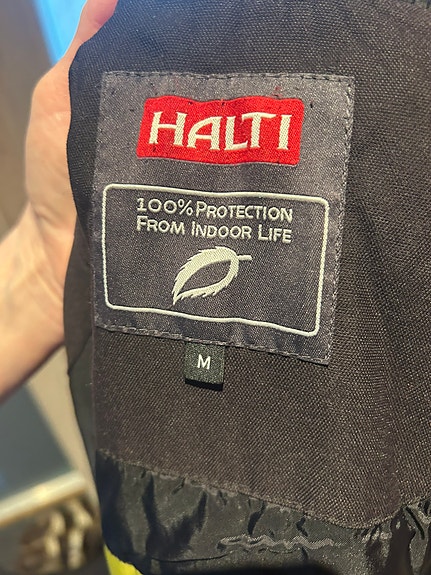 HALTI
100% PROTECTION
FROM INDOOR LIFE
M